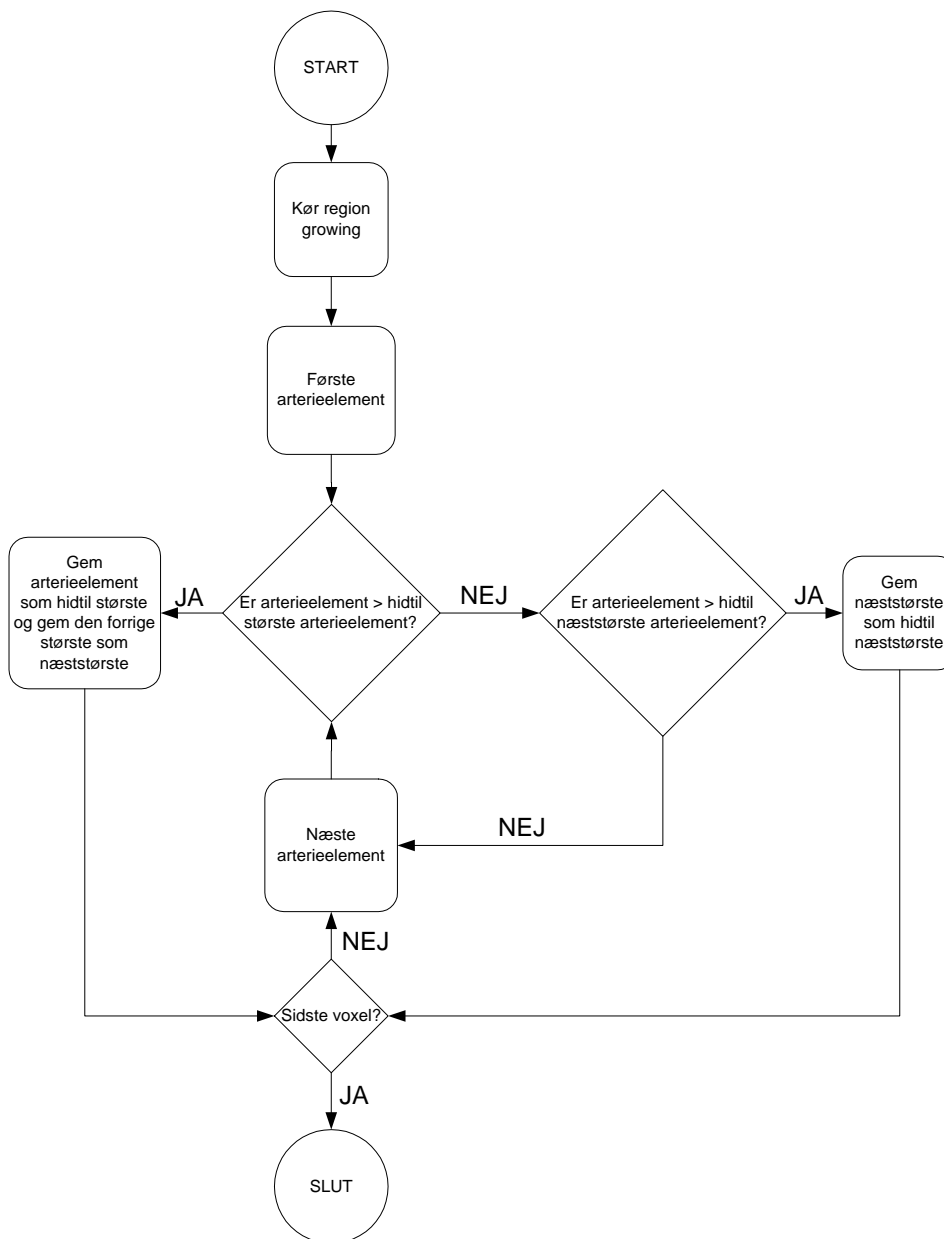 START
Kør region
growing
Første
arterieelement
Gem
arterieelement
som hidtil største
og gem den forrige
største som
næststørste
JA
Er arterieelement > hidtil
største arterieelement?
NEJ
Er arterieelement > hidtil
næststørste arterieelement?
JA
Gem
næststørste
som hidtil
næststørste
Næste
arterieelement
NEJ
NEJ
Sidste voxel?
JA
SLUT